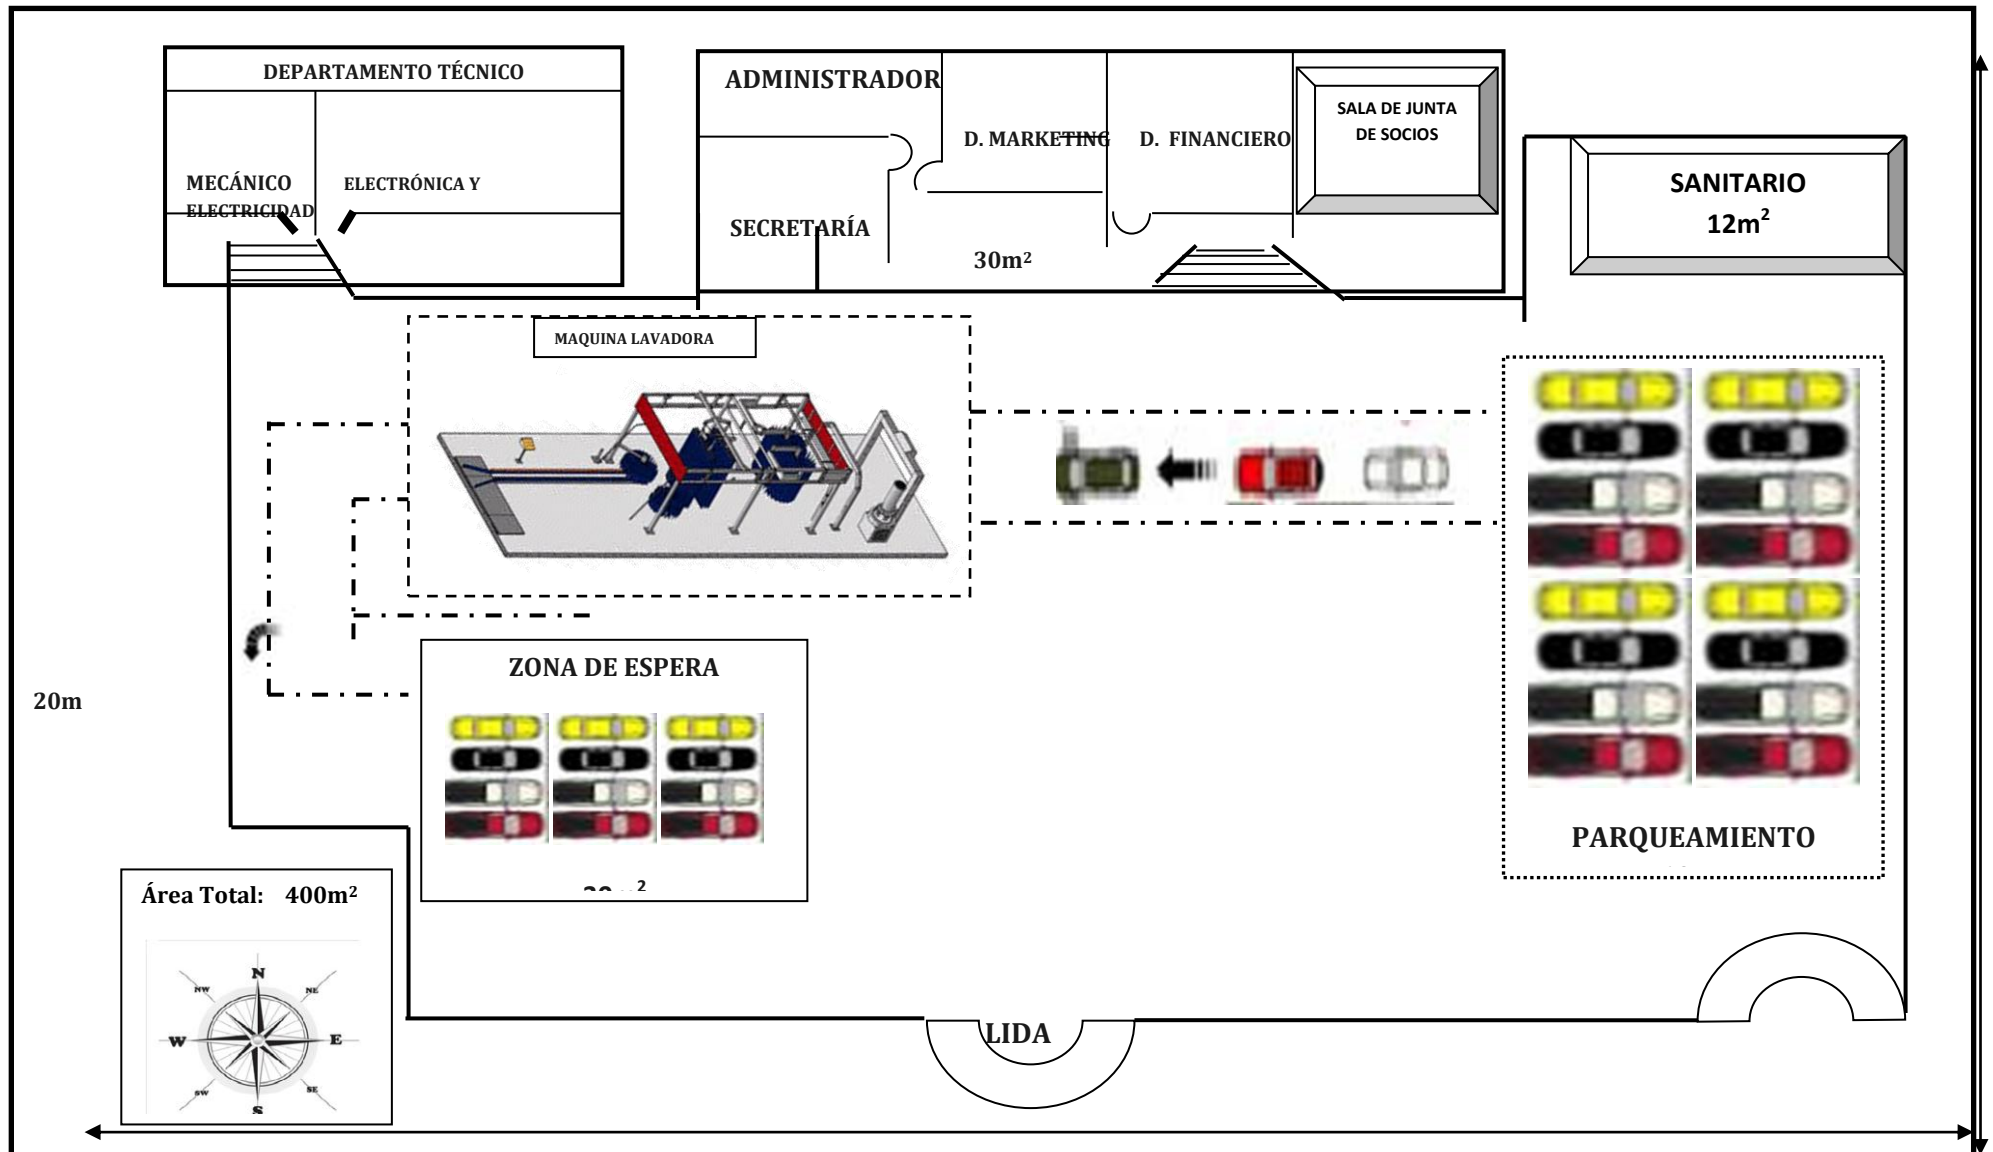 DEPARTAMENTO TÉCNICO
MECÁNICO ELECTRÓNICA Y
ELECTRICIDAD
ADMINISTRADOR
D. MARKETING
D. FINANCIERO
SALA DE JUNTA
DE SOCIOS
SECRETARÍA
30m²
SANITARIO
12m²
MAQUINA LAVADORA
20m
ZONA DE ESPERA
PARQUEAMIENTO
Área Total: 400m²
N
NW NE
W E
SW SE
S
LIDA